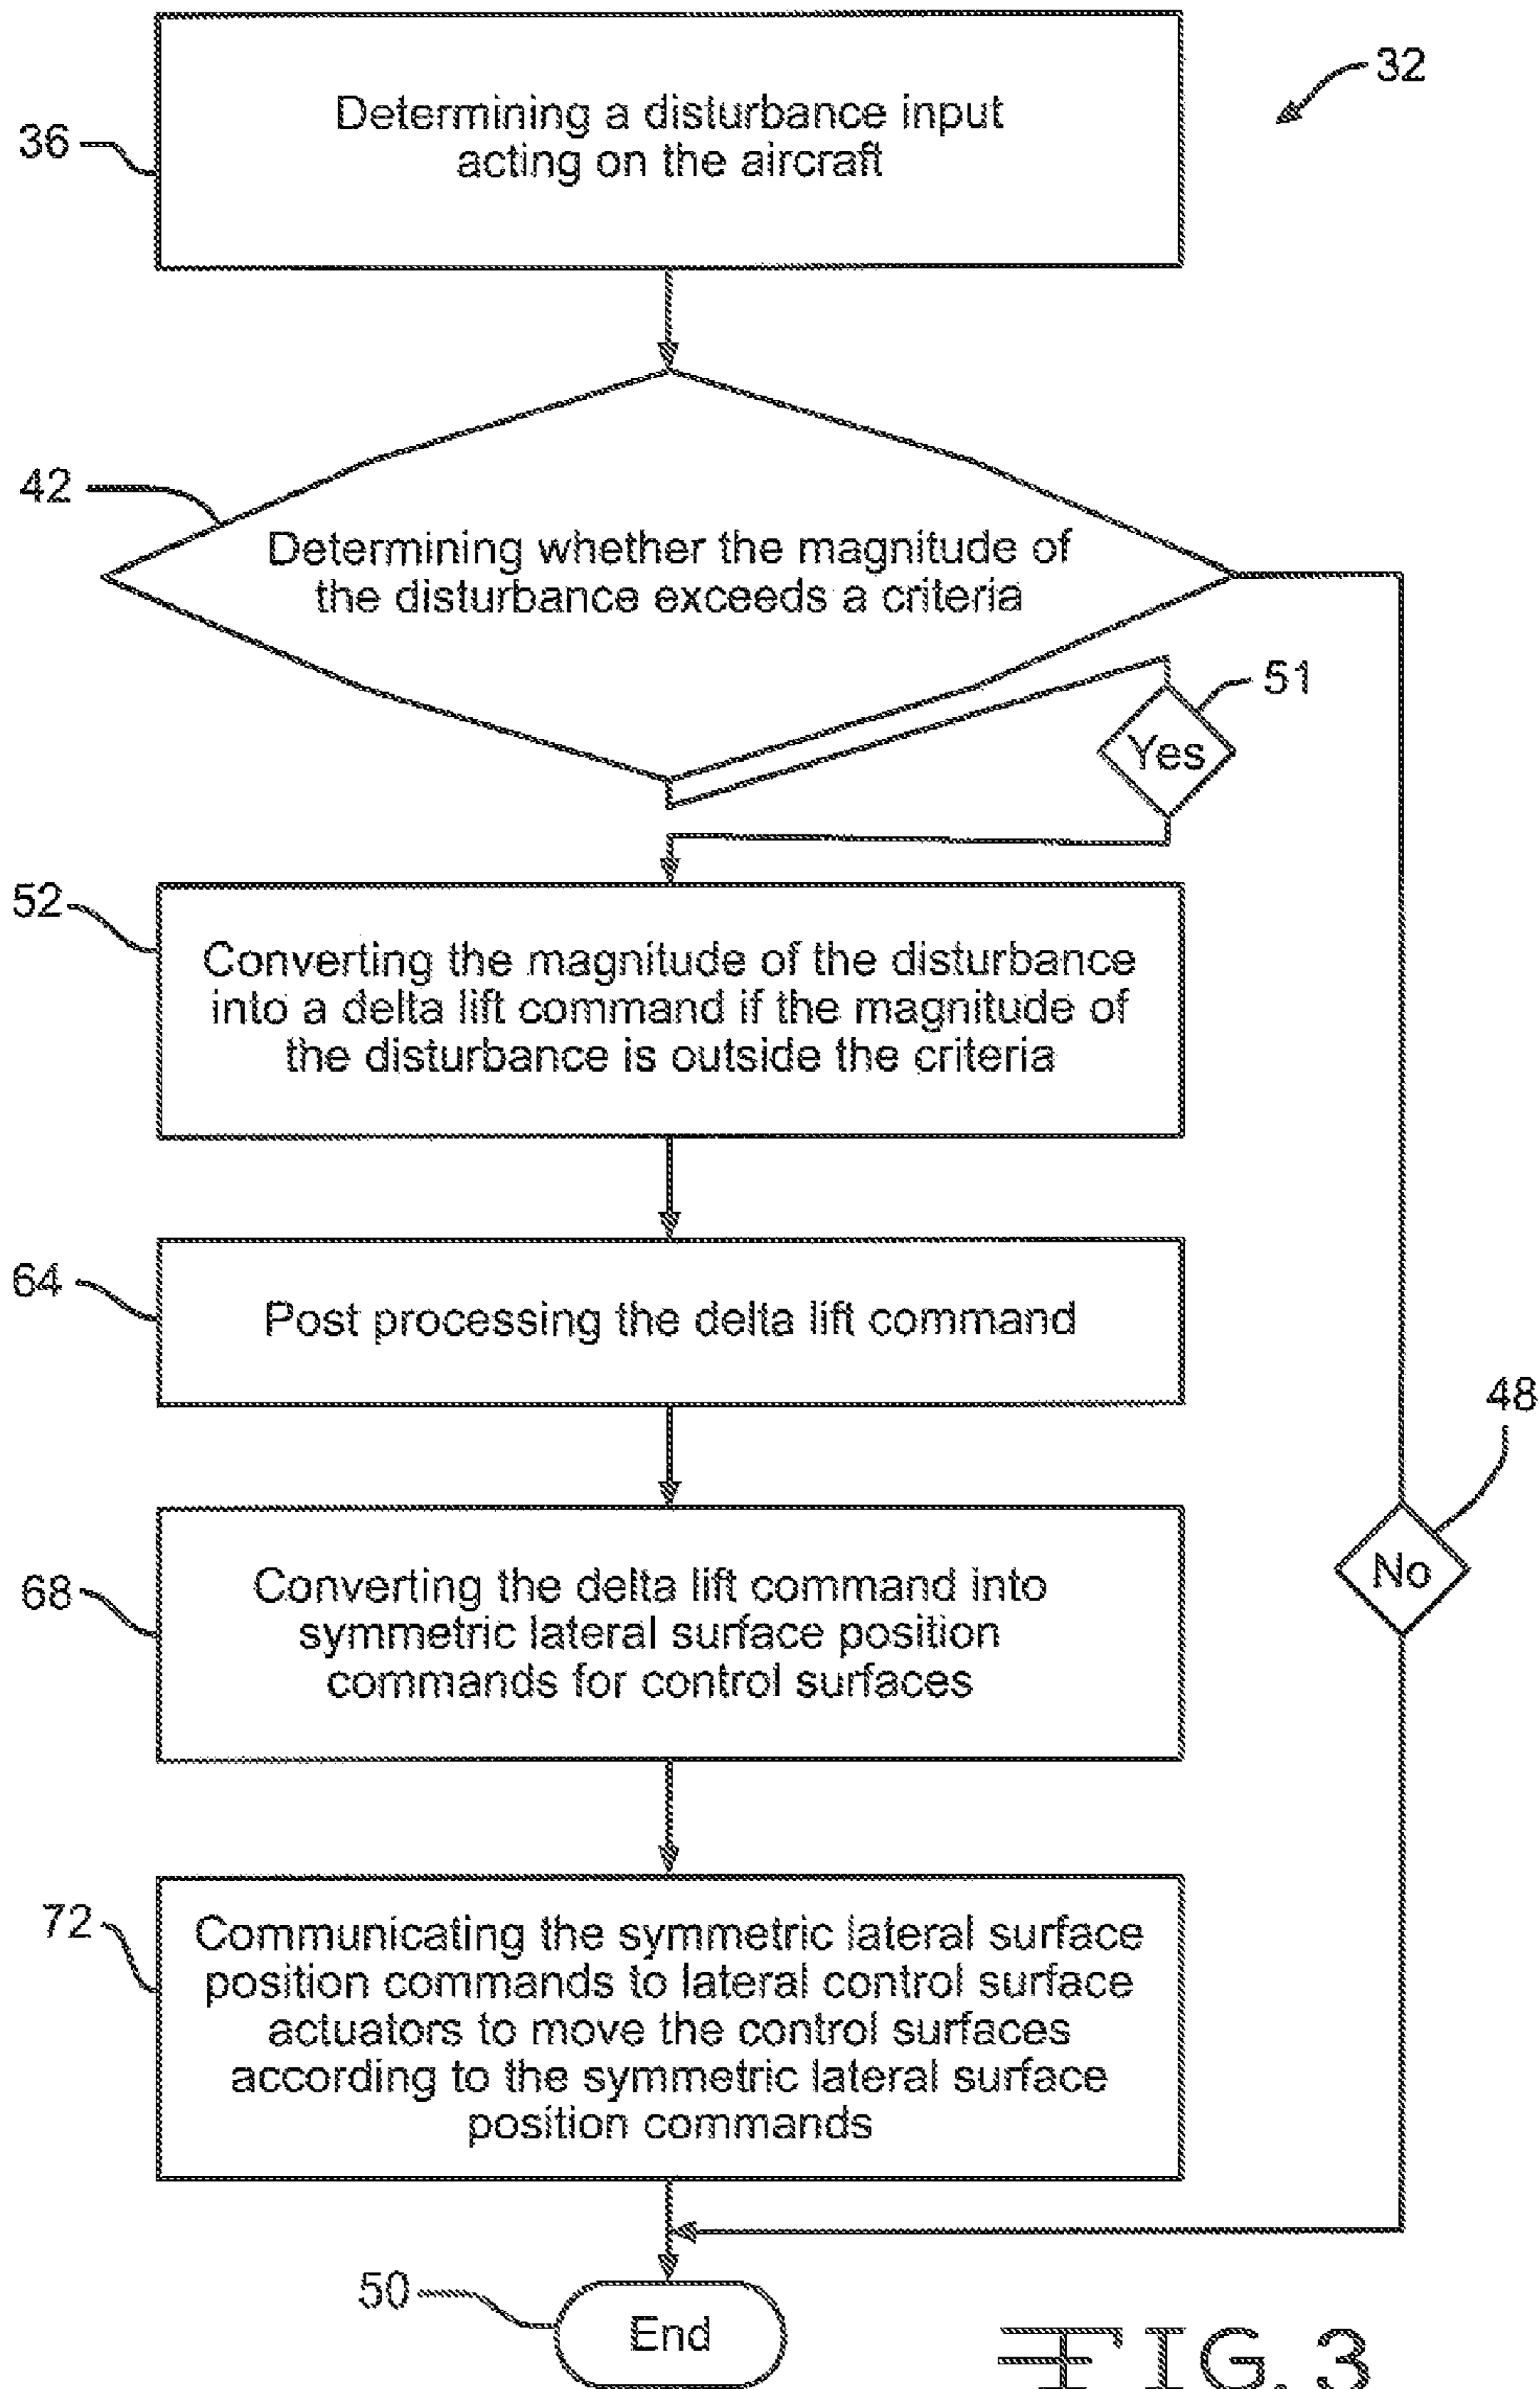 32
36
Determining a disturbance input
acting on the aircraft
42
Determining whether the magnitude of
the disturbance exceeds a criteria
51
Yes
52
Converting the magnitude of the disturbance
into a delta lift command if the magnitude of
the disturbance is outside the criteria
64
Post processing the delta lift command
48
No
68
Converting the delta lift command into
symmetric lateral surface position
commands for control surfaces
72
Communicating the symmetric lateral surface
position commands to lateral control surface
actuators to move the control surfaces
according to the symmetric lateral surface
position commands
50
End
FIG. 3